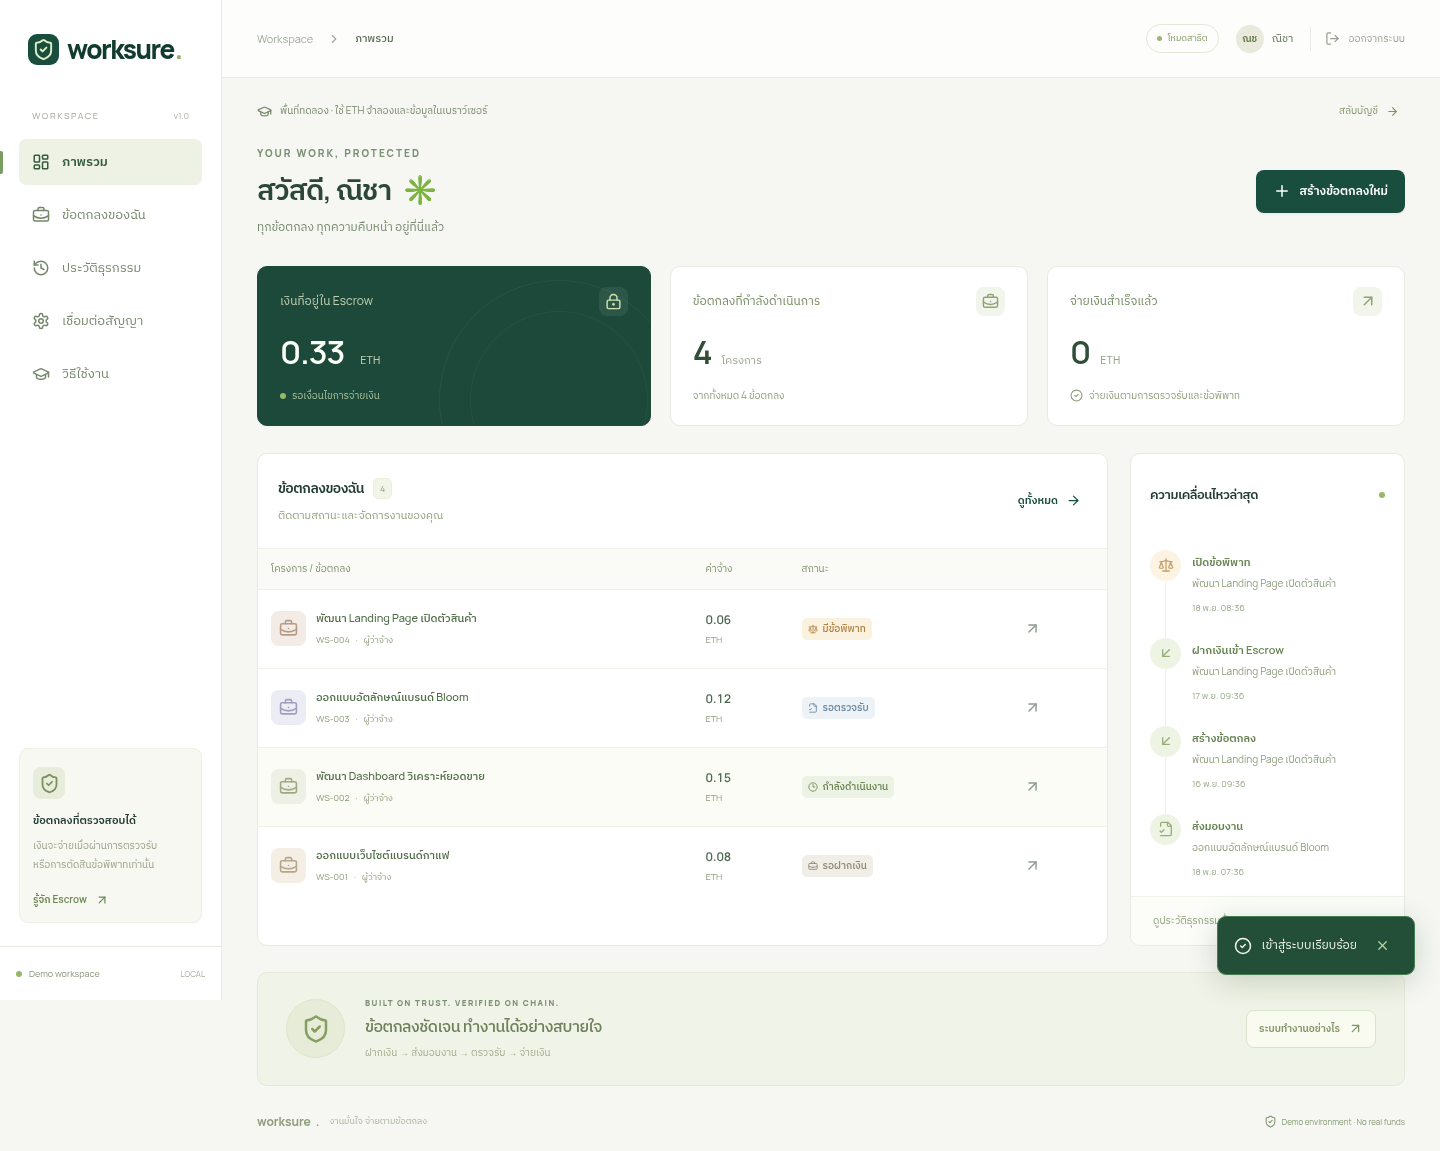 worksure.
WORKSPACE
v1.0
ภาพรวม
ข้อตกลงของฉัน
ประวัติธุรกรรม
เชื่อมต่อสัญญา
วิธีใช้งาน
ข้อตกลงที่ตรวจสอบได้
เงินจะจ่ายเมื่อผ่านการตรวจรับ
หรือการตัดสินข้อพิพาทเท่านั้น
รู้จัก Escrow
Demo workspace
LOCAL
Workspace
ภาพรวม
โหมดสาธิต
ณช
ณิชา
ออกจากระบบ
พื้นที่ทดลอง · ใช้ ETH จำลองและข้อมูลในเบราว์เซอร์
สลับบัญชี
YOUR WORK, PROTECTED
สวัสดี, ณิชา ✳
ทุกข้อตกลง ทุกความคืบหน้า อยู่ที่นี่แล้ว
สร้างข้อตกลงใหม่
เงินที่อยู่ใน Escrow
0.33 ETH
รอเงื่อนไขการจ่ายเงิน
ข้อตกลงที่กำลังดำเนินการ
4 โครงการ
จากทั้งหมด 4 ข้อตกลง
จ่ายเงินสำเร็จแล้ว
0 ETH
จ่ายเงินตามการตรวจรับและข้อพิพาท
ข้อตกลงของฉัน 4
ติดตามสถานะและจัดการงานของคุณ
ดูทั้งหมด
โครงการ / ข้อตกลง
ค่าจ้าง
สถานะ
พัฒนา Landing Page เปิดตัวสินค้า
WS-004 · ผู้ว่าจ้าง
0.06
ETH
มีข้อพิพาท
ออกแบบอัตลักษณ์แบรนด์ Bloom
WS-003 · ผู้ว่าจ้าง
0.12
ETH
รอตรวจรับ
พัฒนา Dashboard วิเคราะห์ยอดขาย
WS-002 · ผู้ว่าจ้าง
0.15
ETH
กำลังดำเนินงาน
ออกแบบเว็บไซต์แบรนด์กาแฟ
WS-001 · ผู้ว่าจ้าง
0.08
ETH
รอฝากเงิน
ความเคลื่อนไหวล่าสุด
เปิดข้อพิพาท
พัฒนา Landing Page เปิดตัวสินค้า
18 พ.ย. 08:36
ฝากเงินเข้า Escrow
พัฒนา Landing Page เปิดตัวสินค้า
17 พ.ย. 09:36
สร้างข้อตกลง
พัฒนา Landing Page เปิดตัวสินค้า
16 พ.ย. 09:36
ส่งมอบงาน
ออกแบบอัตลักษณ์แบรนด์ Bloom
18 พ.ย. 07:36
ดูประวัติธุรกรรม
เข้าสู่ระบบเรียบร้อย
BUILT ON TRUST. VERIFIED ON CHAIN.
ข้อตกลงชัดเจน ทำงานได้อย่างสบายใจ
ฝากเงิน → ส่งมอบงาน → ตรวจรับ → จ่ายเงิน
ระบบทำงานอย่างไร
worksure .
งานมั่นใจ จ่ายตามข้อตกลง
Demo environment · No real funds